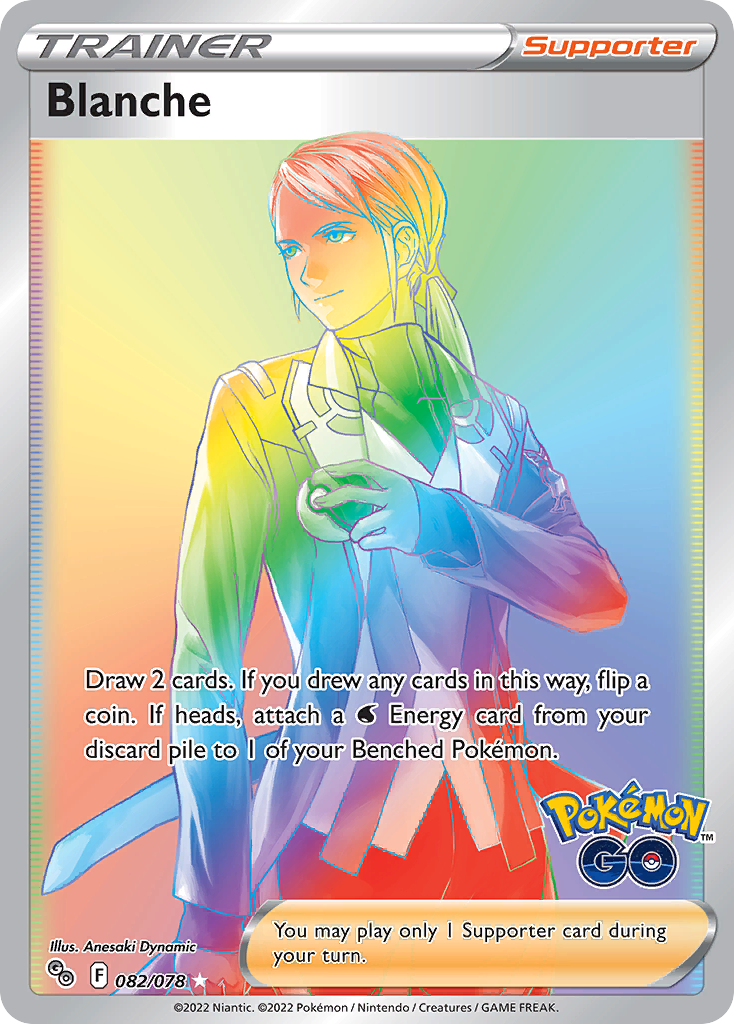 TRAINER Supporter
Blanche
Draw 2 cards. If you drew any cards in this way, flip a
coin. If heads, attach a Energy card from your
discard pile to 1 of your Benched Pokémon.
POKéMON™
GO
You may play only 1 Supporter card during
your turn.
Illus. Anesaki Dynamic
GO F 082/078 ★
©2022 Niantic. ©2022 Pokémon / Nintendo / Creatures / GAME FREAK.